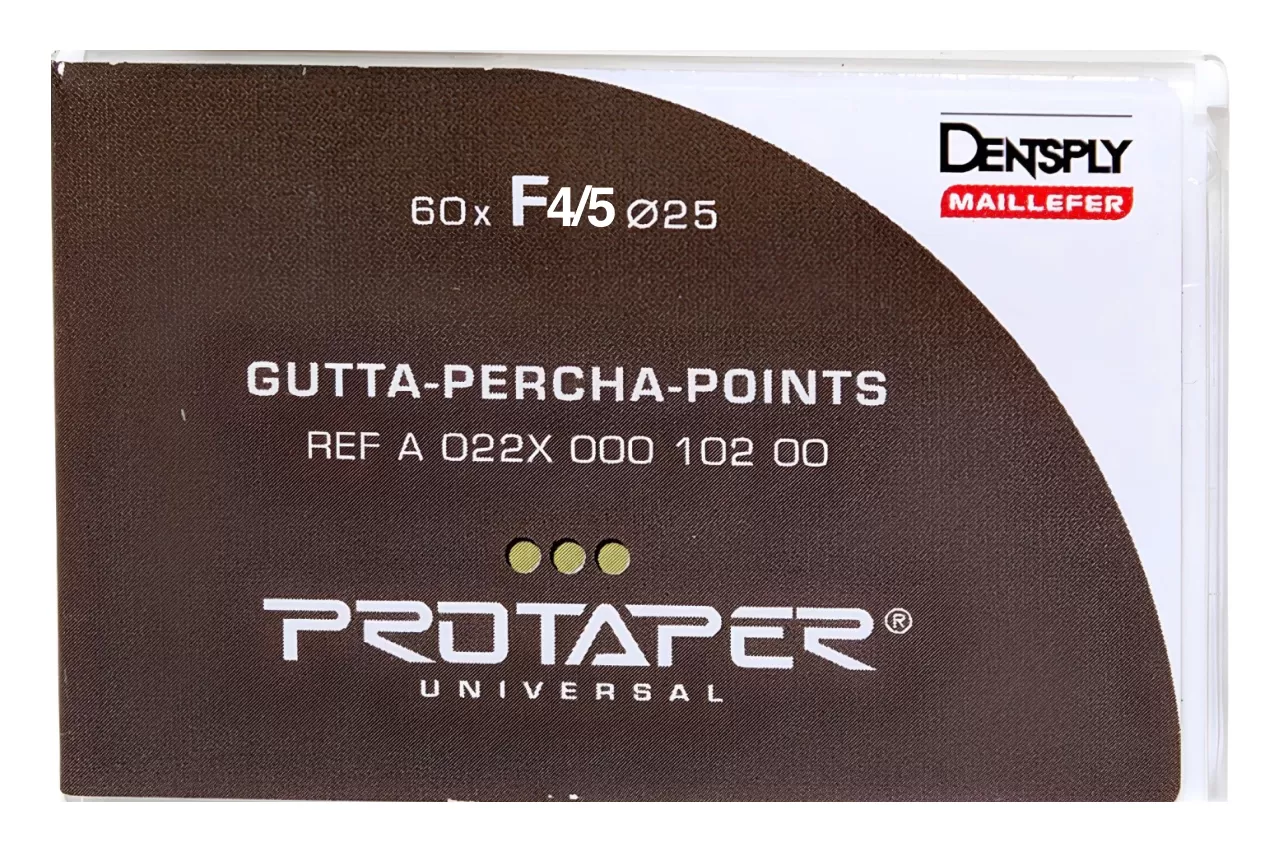 DENTSPLY
MAILLEFER
60x F4/5 Ø25
GUTTA-PERCHA-POINTS
REF A 022X 000 102 00
PROTAPER®
UNIVERSAL